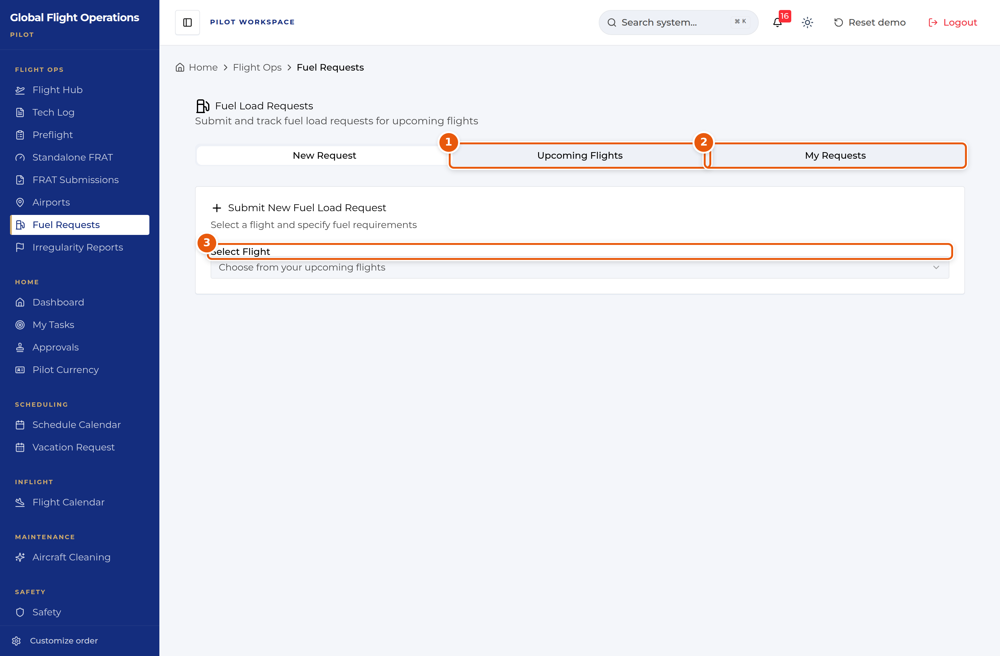 Global Flight Operations
PILOT
FLIGHT OPS
Flight Hub
Tech Log
Preflight
Standalone FRAT
FRAT Submissions
Airports
Fuel Requests
Irregularity Reports
HOME
Dashboard
My Tasks
Approvals
Pilot Currency
SCHEDULING
Schedule Calendar
Vacation Request
INFLIGHT
Flight Calendar
MAINTENANCE
Aircraft Cleaning
SAFETY
Safety
Customize order
PILOT WORKSPACE
Search system...
⌘ K
16
Reset demo
Logout
Home > Flight Ops > Fuel Requests
Fuel Load Requests
Submit and track fuel load requests for upcoming flights
New Request
1
Upcoming Flights
2
My Requests
Submit New Fuel Load Request
Select a flight and specify fuel requirements
3
Select Flight
Choose from your upcoming flights